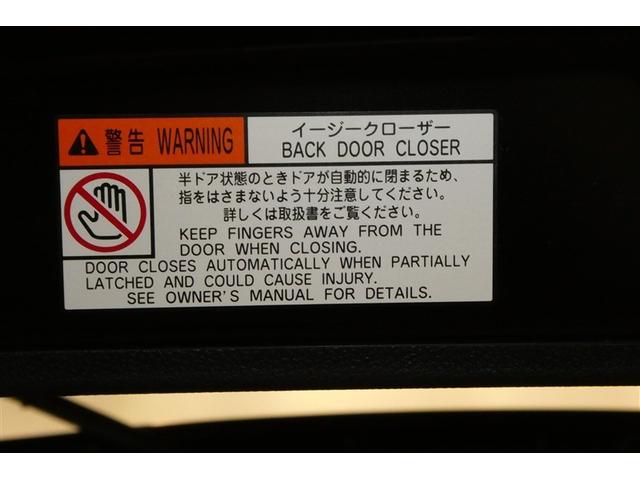 警告 WARNING
イージークローザー
BACK DOOR CLOSER
半ドア状態のときドアが自動的に閉まるため、
指をはさまないよう十分注意してください。
詳しくは取扱書をご覧ください。
KEEP FINGERS AWAY FROM THE
DOOR WHEN CLOSING.
DOOR CLOSES AUTOMATICALLY WHEN PARTIALLY
LATCHED AND COULD CAUSE INJURY.
SEE OWNER'S MANUAL FOR DETAILS.